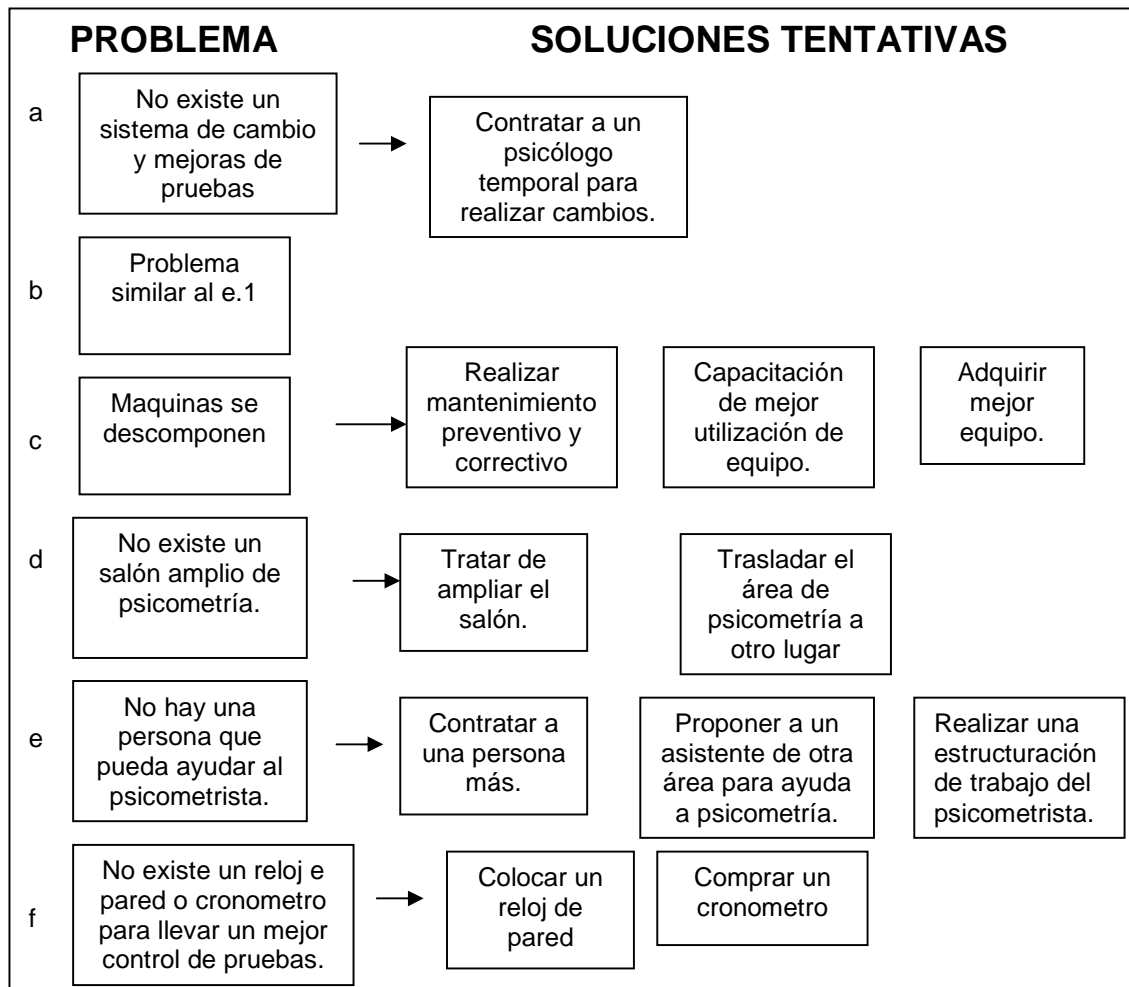 PROBLEMA
SOLUCIONES TENTATIVAS
a
No existe un
sistema de cambio
y mejoras de
pruebas
Contratar a un
psicólogo
temporal para
realizar cambios.
b
Problema
similar al e.1
c
Maquinas se
descomponen
Realizar
mantenimiento
preventivo y
correctivo
Capacitación
de mejor
utilización de
equipo.
Adquirir
mejor
equipo.
d
No existe un
salón amplio de
psicometría.
Tratar de
ampliar el
salón.
Trasladar el
área de
psicometría a
otro lugar
e
No hay una
persona que
pueda ayudar al
psicometrista.
Contratar a
una persona
más.
Proponer a un
asistente de otra
área para ayuda
a psicometría.
Realizar una
estructuración
de trabajo del
psicometrista.
f
No existe un reloj e
pared o cronometro
para llevar un mejor
control de pruebas.
Colocar un
reloj de
pared
Comprar un
cronometro